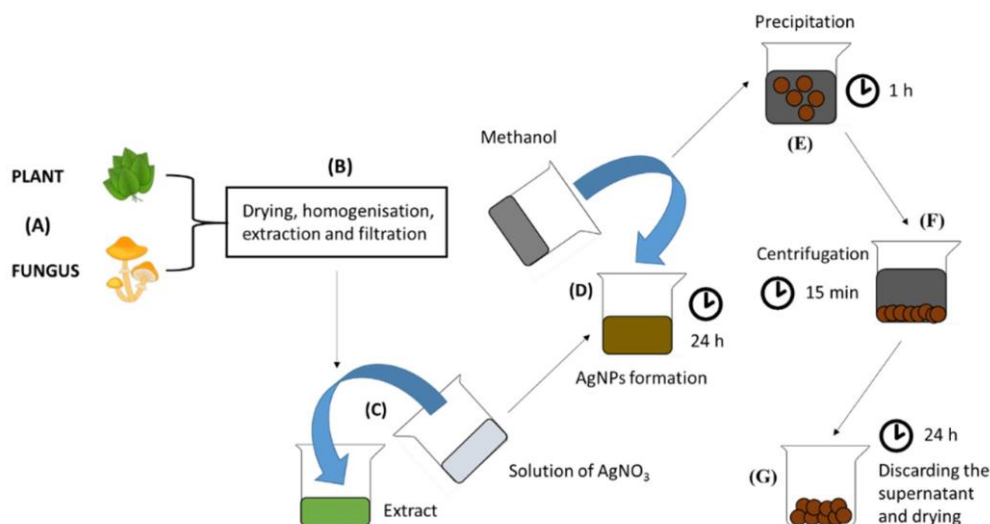 PLANT
(A)
FUNGUS
(B)
Drying, homogenisation,
extraction and filtration
(C)
Extract
Solution of AgNO₃
Methanol
(D)
24 h
AgNPs formation
Precipitation
1 h
(E)
(F)
Centrifugation
15 min
(G)
24 h
Discarding the
supernatant
and drying